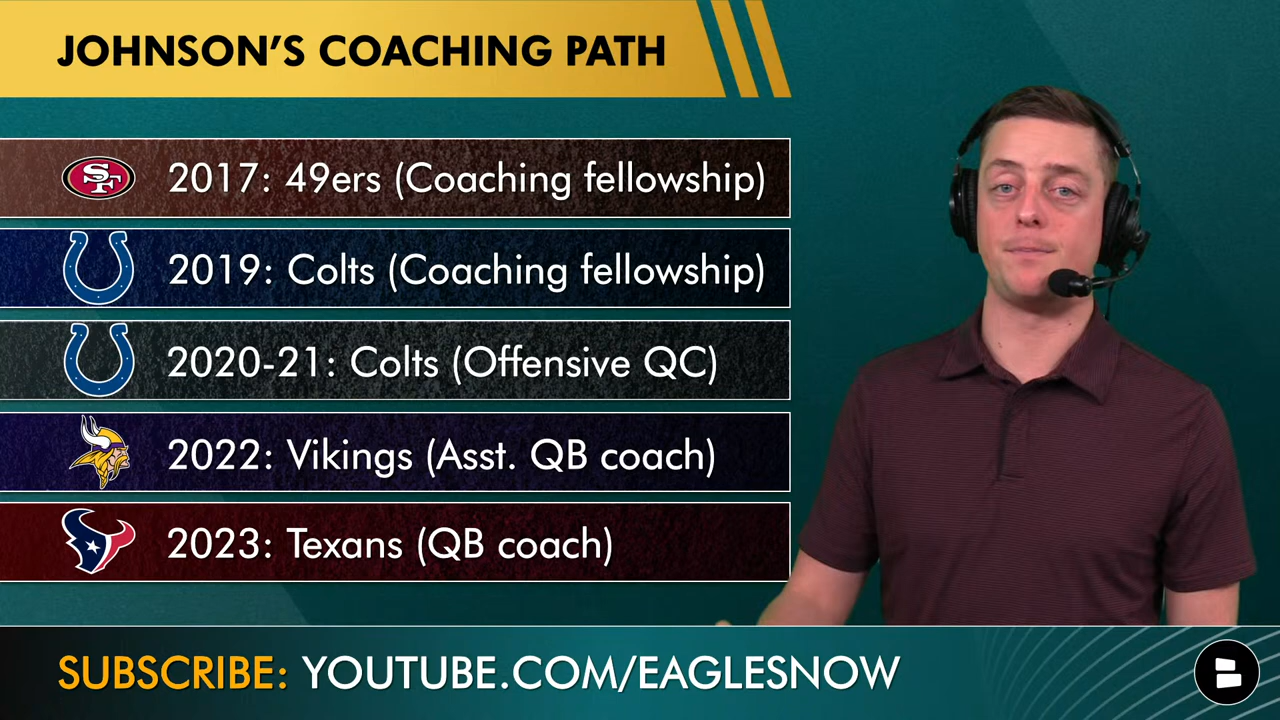 JOHNSON’S COACHING PATH
SF
2017: 49ers (Coaching fellowship)
2019: Colts (Coaching fellowship)
2020-21: Colts (Offensive QC)
2022: Vikings (Asst. QB coach)
2023: Texans (QB coach)
SUBSCRIBE: YOUTUBE.COM/EAGLESNOW